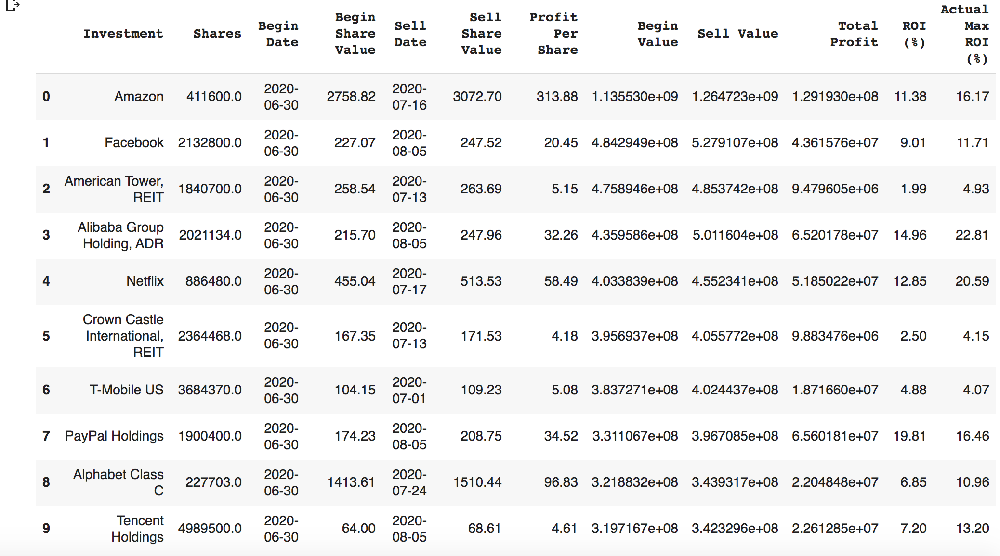 Investment Shares Begin Date Begin Share Value Sell Date Sell Share Value Profit Per Share Begin Value Sell Value Total Profit ROI (%) Actual Max ROI (%)
0 Amazon 411600.0 2020-06-30 2758.82 2020-07-16 3072.70 313.88 1.135530e+09 1.264723e+09 1.291930e+08 11.38 16.17
1 Facebook 2132800.0 2020-06-30 227.07 2020-08-05 247.52 20.45 4.842949e+08 5.279107e+08 4.361576e+07 9.01 11.71
2 American Tower, REIT 1840700.0 2020-06-30 258.54 2020-07-13 263.69 5.15 4.758946e+08 4.853742e+08 9.479605e+06 1.99 4.93
3 Alibaba Group Holding, ADR 2021134.0 2020-06-30 215.70 2020-08-05 247.96 32.26 4.359586e+08 5.011604e+08 6.520178e+07 14.96 22.81
4 Netflix 886480.0 2020-06-30 455.04 2020-07-17 513.53 58.49 4.033839e+08 4.552341e+08 5.185022e+07 12.85 20.59
5 Crown Castle International, REIT 2364468.0 2020-06-30 167.35 2020-07-13 171.53 4.18 3.956937e+08 4.055772e+08 9.883476e+06 2.50 4.15
6 T-Mobile US 3684370.0 2020-06-30 104.15 2020-07-01 109.23 5.08 3.837271e+08 4.024437e+08 1.871660e+07 4.88 4.07
7 PayPal Holdings 1900400.0 2020-06-30 174.23 2020-08-05 208.75 34.52 3.311067e+08 3.967085e+08 6.560181e+07 19.81 16.46
8 Alphabet Class C 227703.0 2020-06-30 1413.61 2020-07-24 1510.44 96.83 3.218832e+08 3.439317e+08 2.204848e+07 6.85 10.96
9 Tencent Holdings 4989500.0 2020-06-30 64.00 2020-08-05 68.61 4.61 3.197167e+08 3.423296e+08 2.261285e+07 7.20 13.20